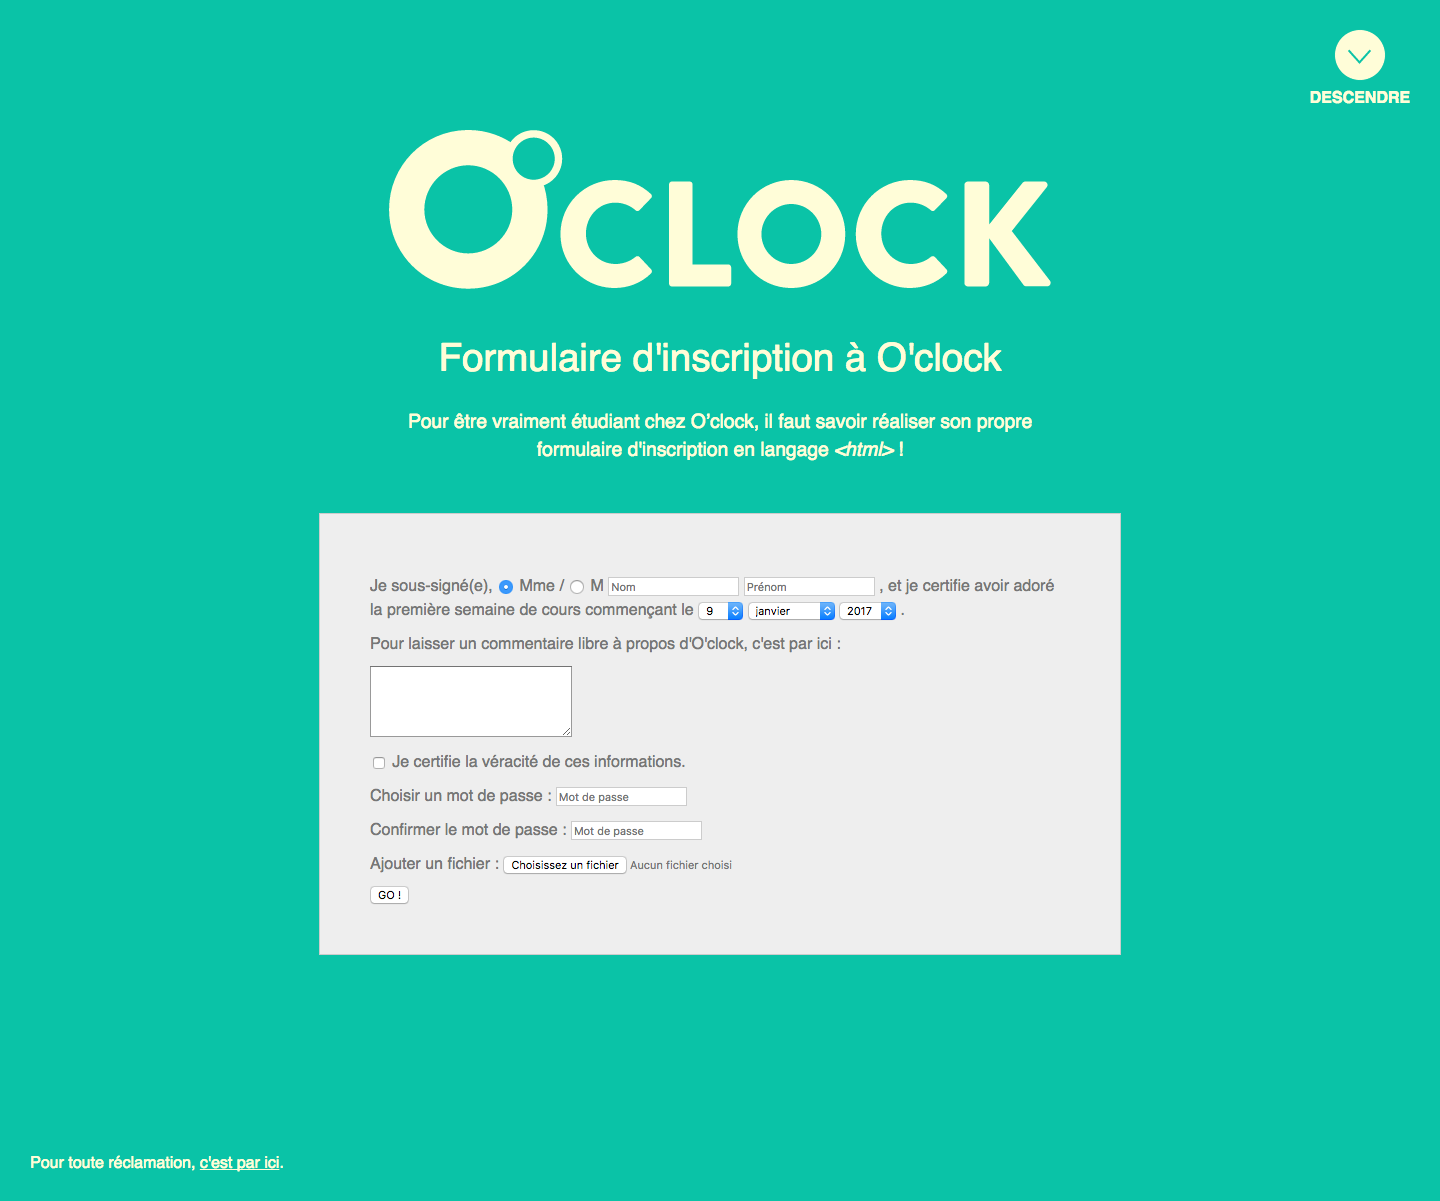 DESCENDRE
O'CLOCK
Formulaire d'inscription à O'clock
Pour être vraiment étudiant chez O’clock, il faut savoir réaliser son propre
formulaire d'inscription en langage <html> !
Je sous-signé(e), Mme / M Nom Prénom , et je certifie avoir adoré
la première semaine de cours commençant le 9 janvier 2017 .
Pour laisser un commentaire libre à propos d'O'clock, c'est par ici :
Je certifie la véracité de ces informations.
Choisir un mot de passe : Mot de passe
Confirmer le mot de passe : Mot de passe
Ajouter un fichier : Choisissez un fichier Aucun fichier choisi
GO !
Pour toute réclamation, c'est par ici.